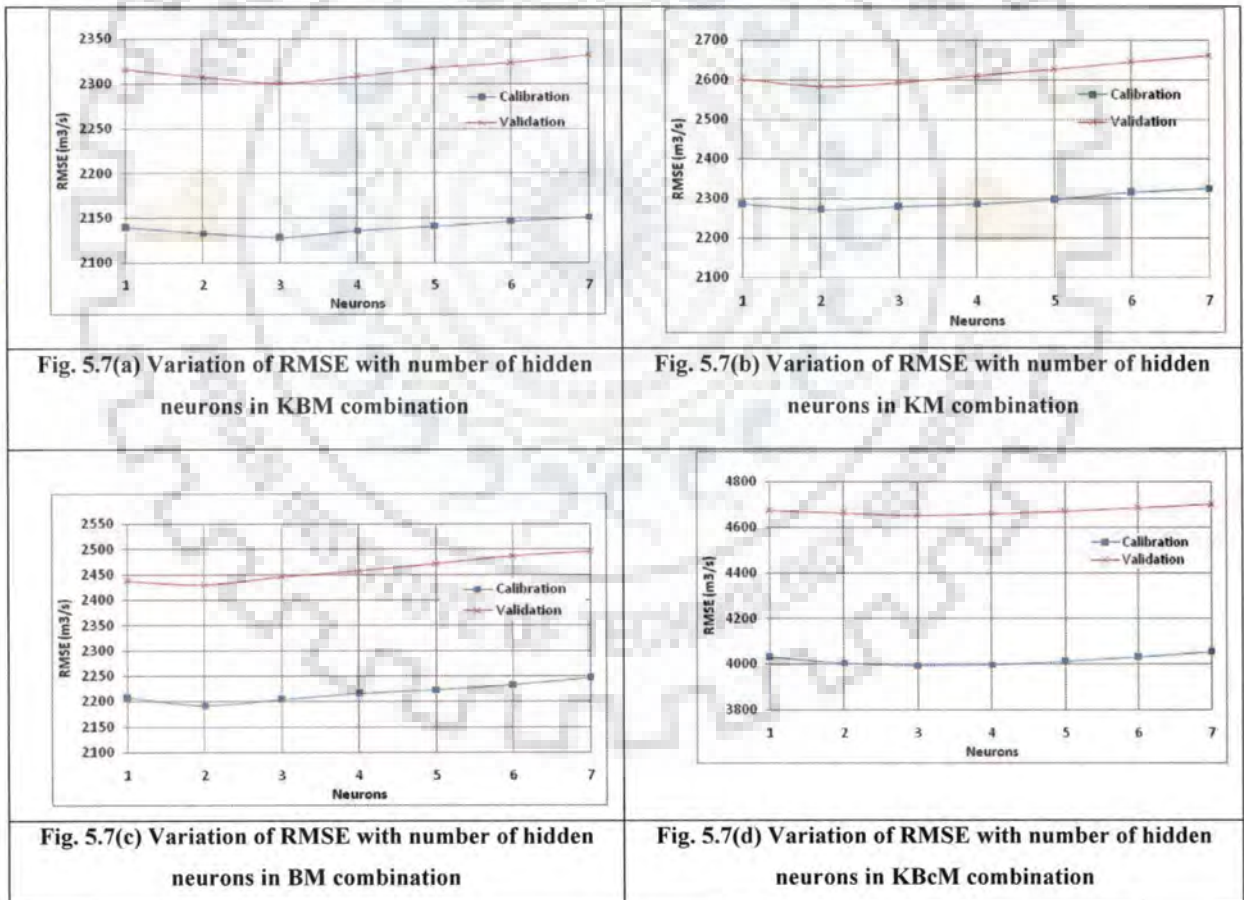 2350
2300
2250
2200
2150
2100
RMSE (m3/s)
Calibration
Validation
1 2 3 4 5 6 7
Neurons
Fig. 5.7(a) Variation of RMSE with number of hidden
neurons in KBM combination
2700
2600
2500
2400
2300
2200
2100
RMSE (m3/s)
Calibration
Validation
1 2 3 4 5 6 7
Neurons
Fig. 5.7(b) Variation of RMSE with number of hidden
neurons in KM combination
2550
2500
2450
2400
2350
2300
2250
2200
2150
2100
RMSE (m3/s)
Calibration
Validation
1 2 3 4 5 6 7
Neurons
Fig. 5.7(c) Variation of RMSE with number of hidden
neurons in BM combination
4800
4600
4400
4200
4000
3800
RMSE (m3/s)
Calibration
Validation
1 2 3 4 5 6 7
Neurons
Fig. 5.7(d) Variation of RMSE with number of hidden
neurons in KBcM combination